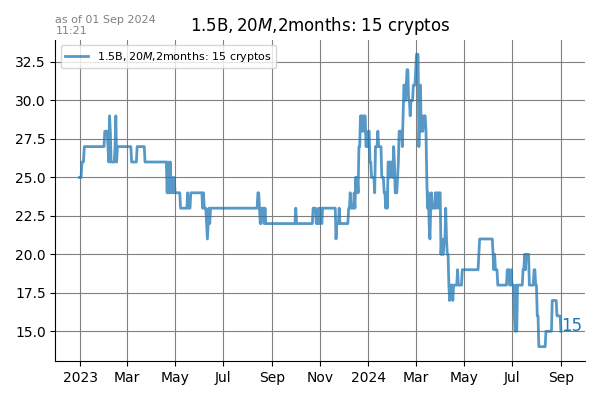 as of 01 Sep 2024
11:21
1.5B, 20M,2months: 15 cryptos
1.5B, 20M,2months: 15 cryptos
32.5
30.0
27.5
25.0
22.5
20.0
17.5
15.0
15
2023 Mar May Jul Sep Nov 2024 Mar May Jul Sep